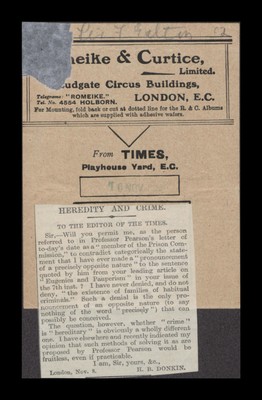 Sir F Galton
meike & Curtice,
Limited.
udgate Circus Buildings,
Telegrams: "ROMEIKE."
LONDON, E.C.
Tel. No. 4554 HOLBORN.
For Mounting, fold back or cut at dotted line for the R. & C. Albums
which are supplied with adhesive wafers.
From TIMES,
Playhouse Yard, E.C.
HEREDITY AND CRIME.
TO THE EDITOR OF THE TIMES.
Sir,—Will you permit me, as the person
referred to in Professor Pearson's letter of
to-day's date as a "member of the Prison Com-
mission," to contradict categorically the state-
ment that I have ever made a "pronouncement
of a precisely opposite nature" to the sentence
quoted by him from your leading article on
"Eugenics and Pauperism" in your issue of
the 7th inst. ? I have never denied, and do not
deny, "the existence of families of habitual
criminals." Such a denial is the only pro-
nouncement of an opposite nature (to say
nothing of the word "precisely") that can
possibly be conceived.
The question, however, whether "crime"
is "hereditary" is obviously a wholly different
one. I have elsewhere and recently indicated my
opinion that such methods of solving it as are
proposed by Professor Pearson would be
fruitless, even if practicable.
I am, Sir, yours, &c.,
London, Nov. 8. H. B. DONKIN.